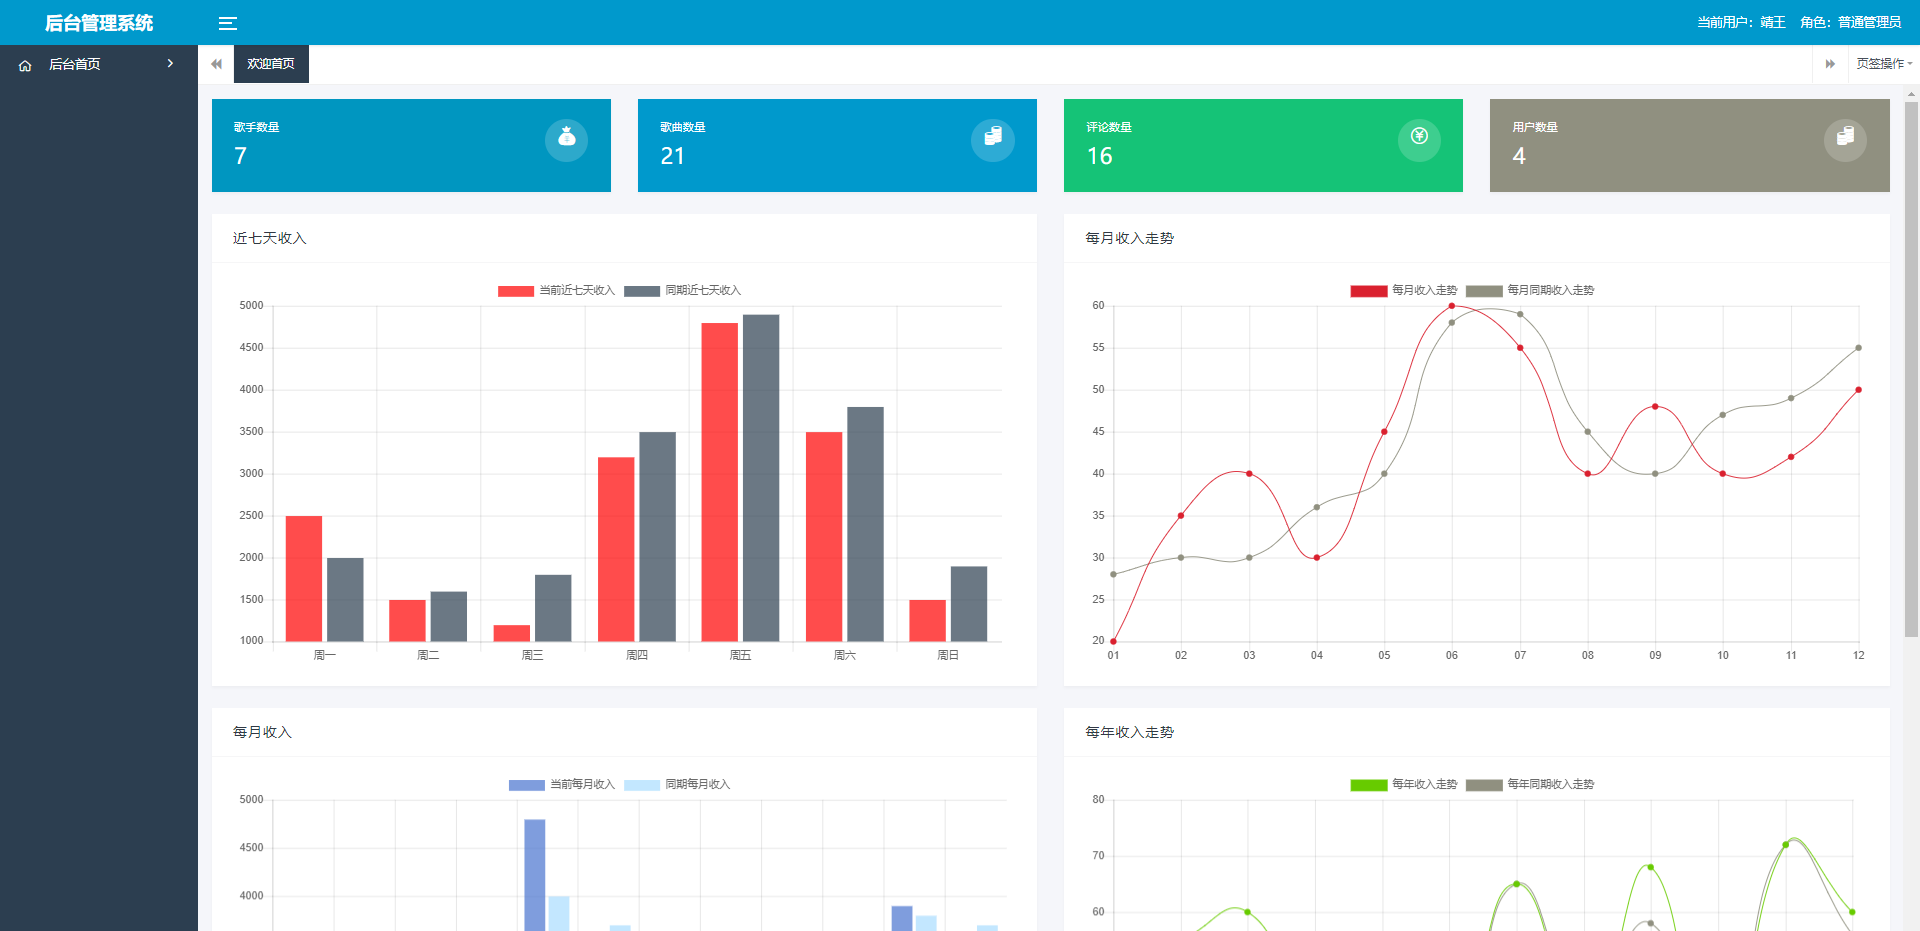 后台管理系统
当前用户：靖王 角色：普通管理员
后台首页
欢迎首页
页签操作
歌手数量
7
歌曲数量
21
评论数量
16
用户数量
4
近七天收入
当前近七天收入 同期近七天收入
5000
4500
4000
3500
3000
2500
2000
1500
1000
周一 周二 周三 周四 周五 周六 周日
每月收入走势
每月收入走势 每月同期收入走势
60
55
50
45
40
35
30
25
20
01 02 03 04 05 06 07 08 09 10 11 12
每月收入
当前每月收入 同期每月收入
5000
4500
4000
每年收入走势
每年收入走势 每年同期收入走势
80
70
60